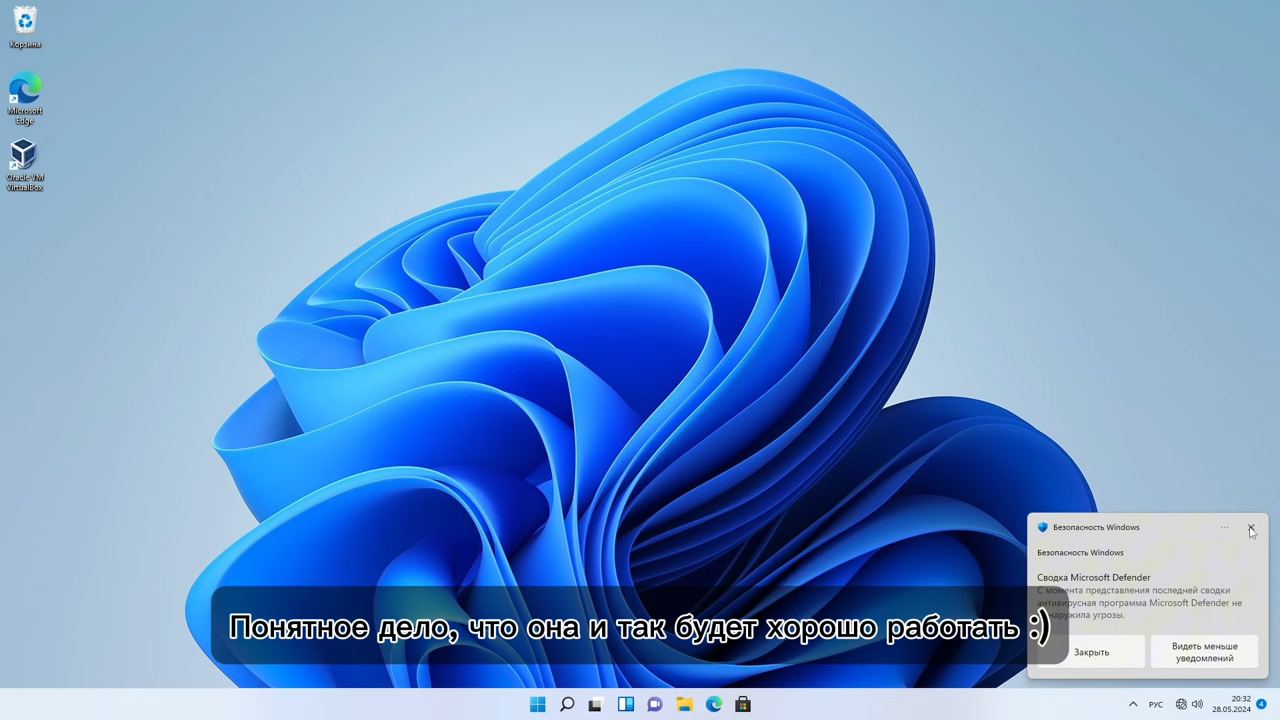 Корзина
Microsoft
Edge
Oracle VM
VirtualBox
Безопасность Windows
Безопасность Windows
Сводка Microsoft Defender
С момента представления последней сводки
антивирусная программа Microsoft Defender не
наружила угрозы.
Закрыть
Видеть меньше
уведомлений
Понятное дело, что она и так будет хорошо работать :)
РУС
20:32
28.05.2024
4